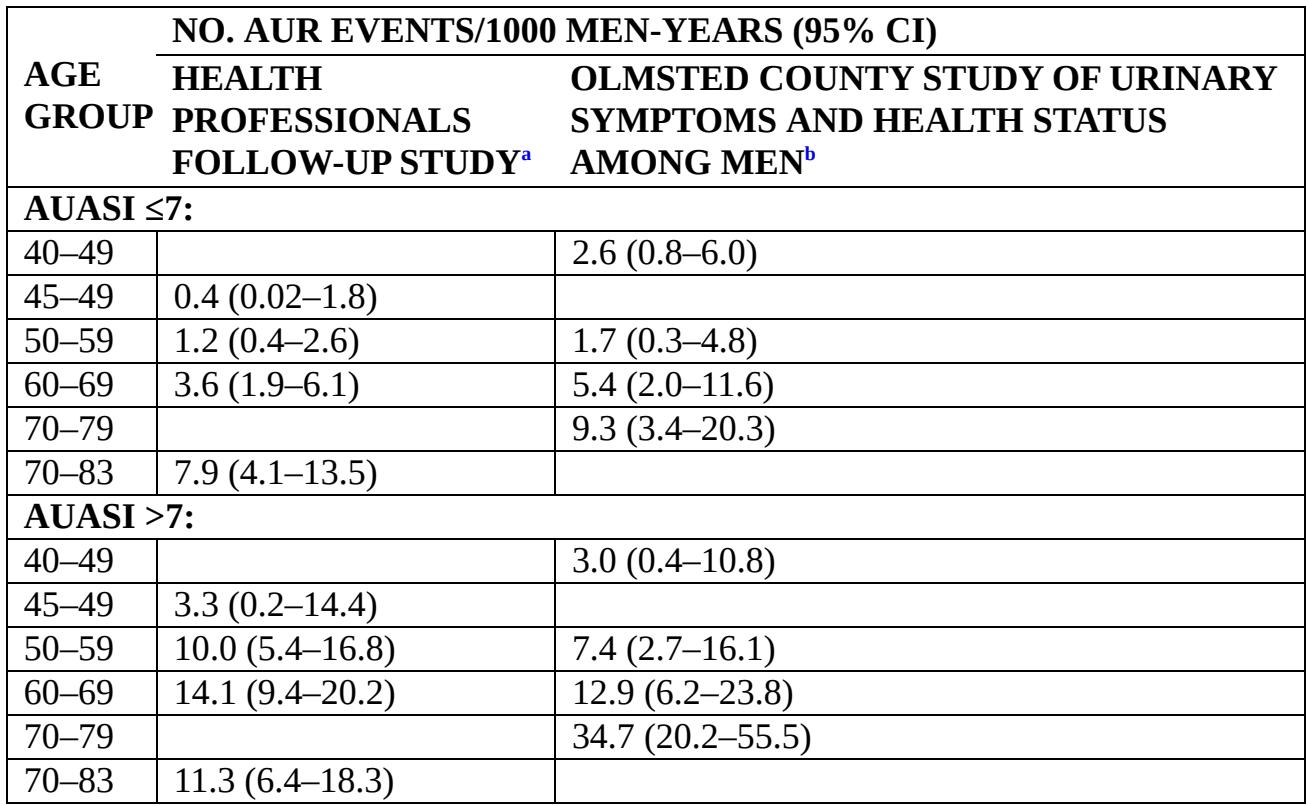 NO. AUR EVENTS/1000 MEN-YEARS (95% CI)
AGE
GROUP
HEALTH
PROFESSIONALS
FOLLOW-UP STUDYa
OLMSTED COUNTY STUDY OF URINARY
SYMPTOMS AND HEALTH STATUS
AMONG MENb
AUASI ≤7:
40–49 2.6 (0.8–6.0)
45–49 0.4 (0.02–1.8)
50–59 1.2 (0.4–2.6) 1.7 (0.3–4.8)
60–69 3.6 (1.9–6.1) 5.4 (2.0–11.6)
70–79 9.3 (3.4–20.3)
70–83 7.9 (4.1–13.5)
AUASI >7:
40–49 3.0 (0.4–10.8)
45–49 3.3 (0.2–14.4)
50–59 10.0 (5.4–16.8) 7.4 (2.7–16.1)
60–69 14.1 (9.4–20.2) 12.9 (6.2–23.8)
70–79 34.7 (20.2–55.5)
70–83 11.3 (6.4–18.3)